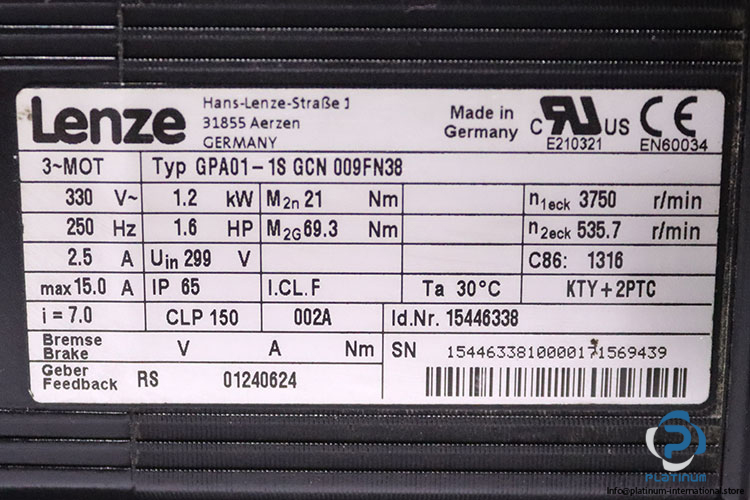 Lenze
Hans-Lenze-Straße 1
31855 Aerzen
GERMANY
Made in
Germany
C UR US
E210321
CE
EN60034
3~MOT Typ GPA01-1S GCN 009FN38
330 V~ 1.2 kW M2n 21 Nm n1eck 3750 r/min
250 Hz 1.6 HP M2G 69.3 Nm n2eck 535.7 r/min
2.5 A Uin 299 V C86: 1316
max 15.0 A IP 65 I.CL.F Ta 30°C KTY+2PTC
i = 7.0 CLP 150 002A Id.Nr. 15446338
Bremse
Brake V A Nm SN 1544633810000171569439
Geber
Feedback RS 01240624
PLATINUM
info@platinum-international.store